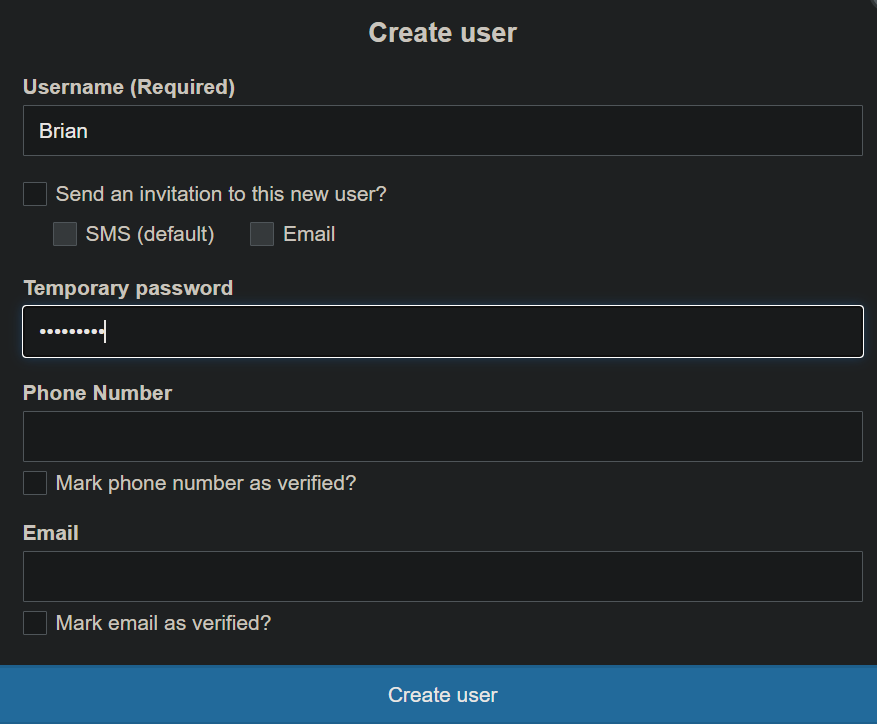 Create user
Username (Required)
Brian
Send an invitation to this new user?
SMS (default) Email
Temporary password
•••••••••
Phone Number
Mark phone number as verified?
Email
Mark email as verified?
Create user